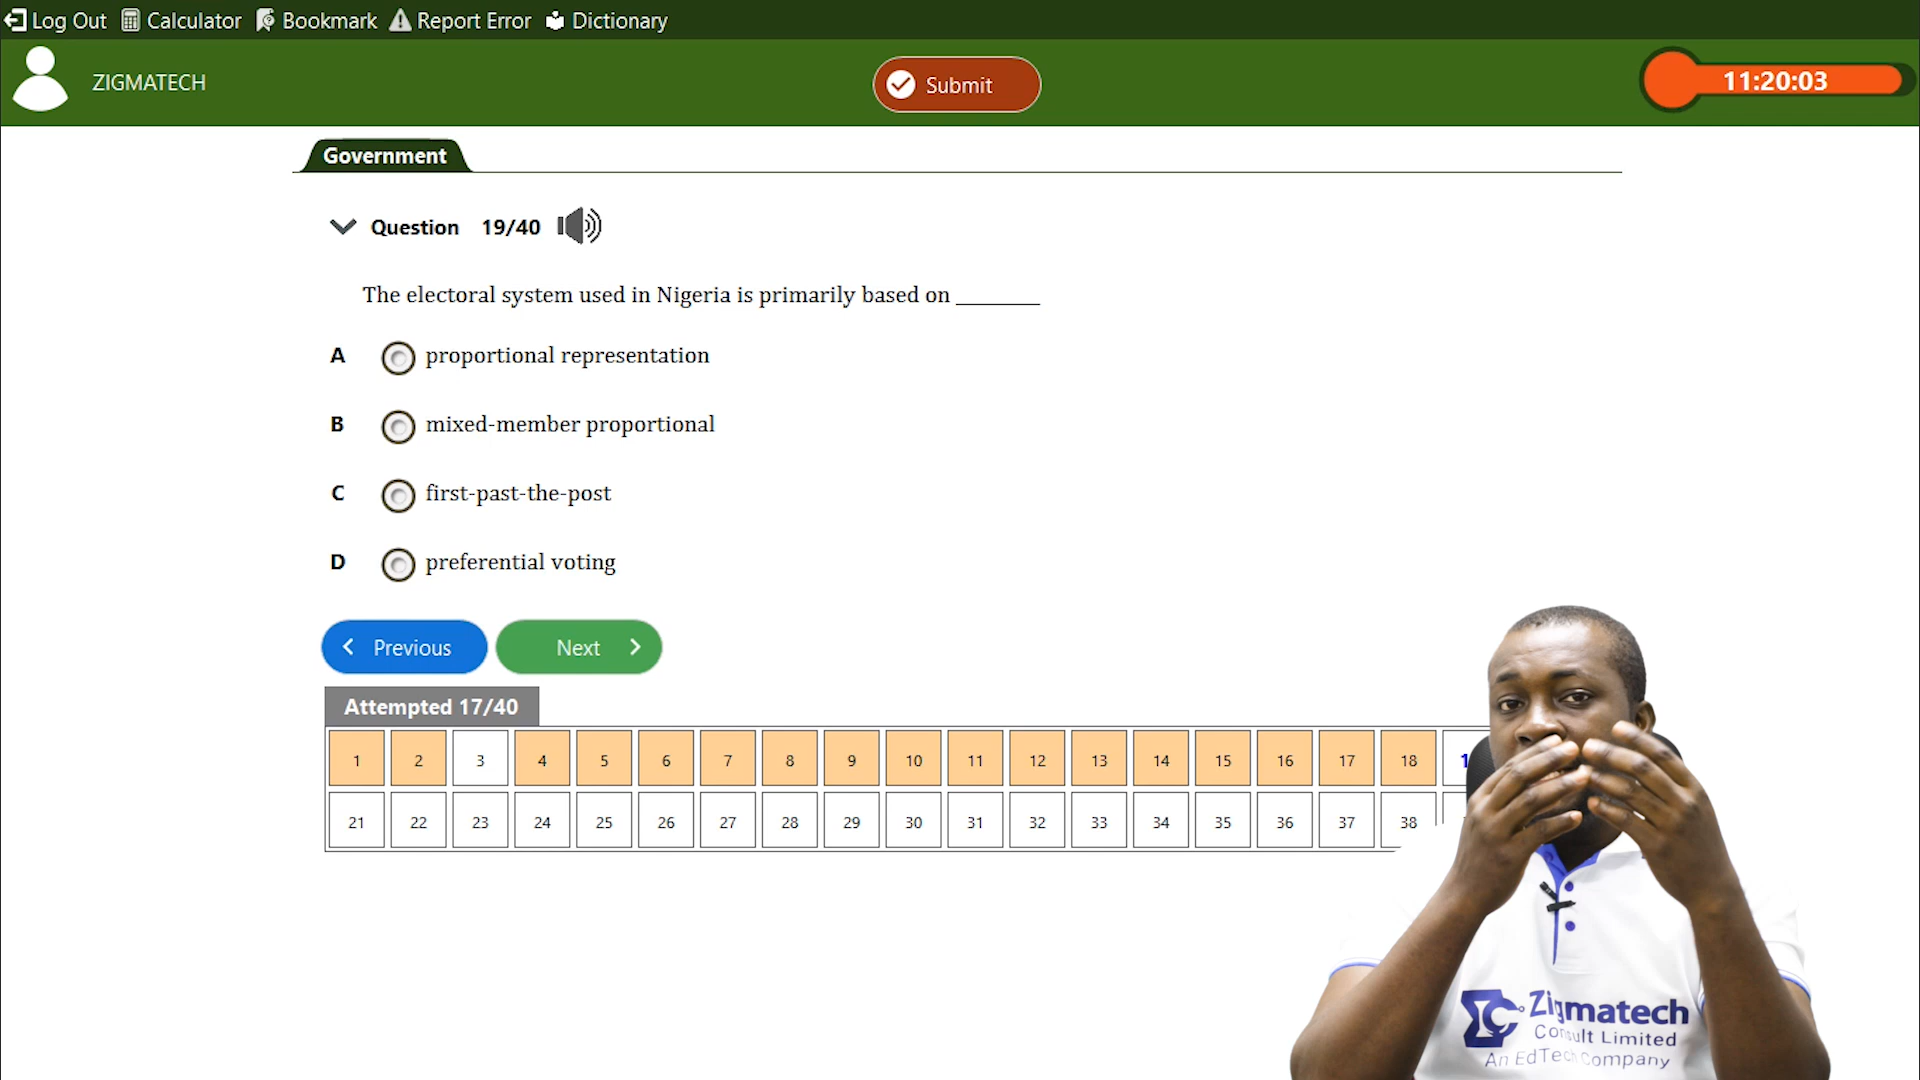 Log Out Calculator Bookmark Report Error Dictionary
ZIGMATECH
Submit
11:20:03
Government
Question 19/40
The electoral system used in Nigeria is primarily based on ________
A proportional representation
B mixed-member proportional
C first-past-the-post
D preferential voting
Previous Next
Attempted 17/40
1 2 3 4 5 6 7 8 9 10 11 12 13 14 15 16 17 18
21 22 23 24 25 26 27 28 29 30 31 32 33 34 35 36 37 38
Zigmatech
Consult Limited
An EdTech Company